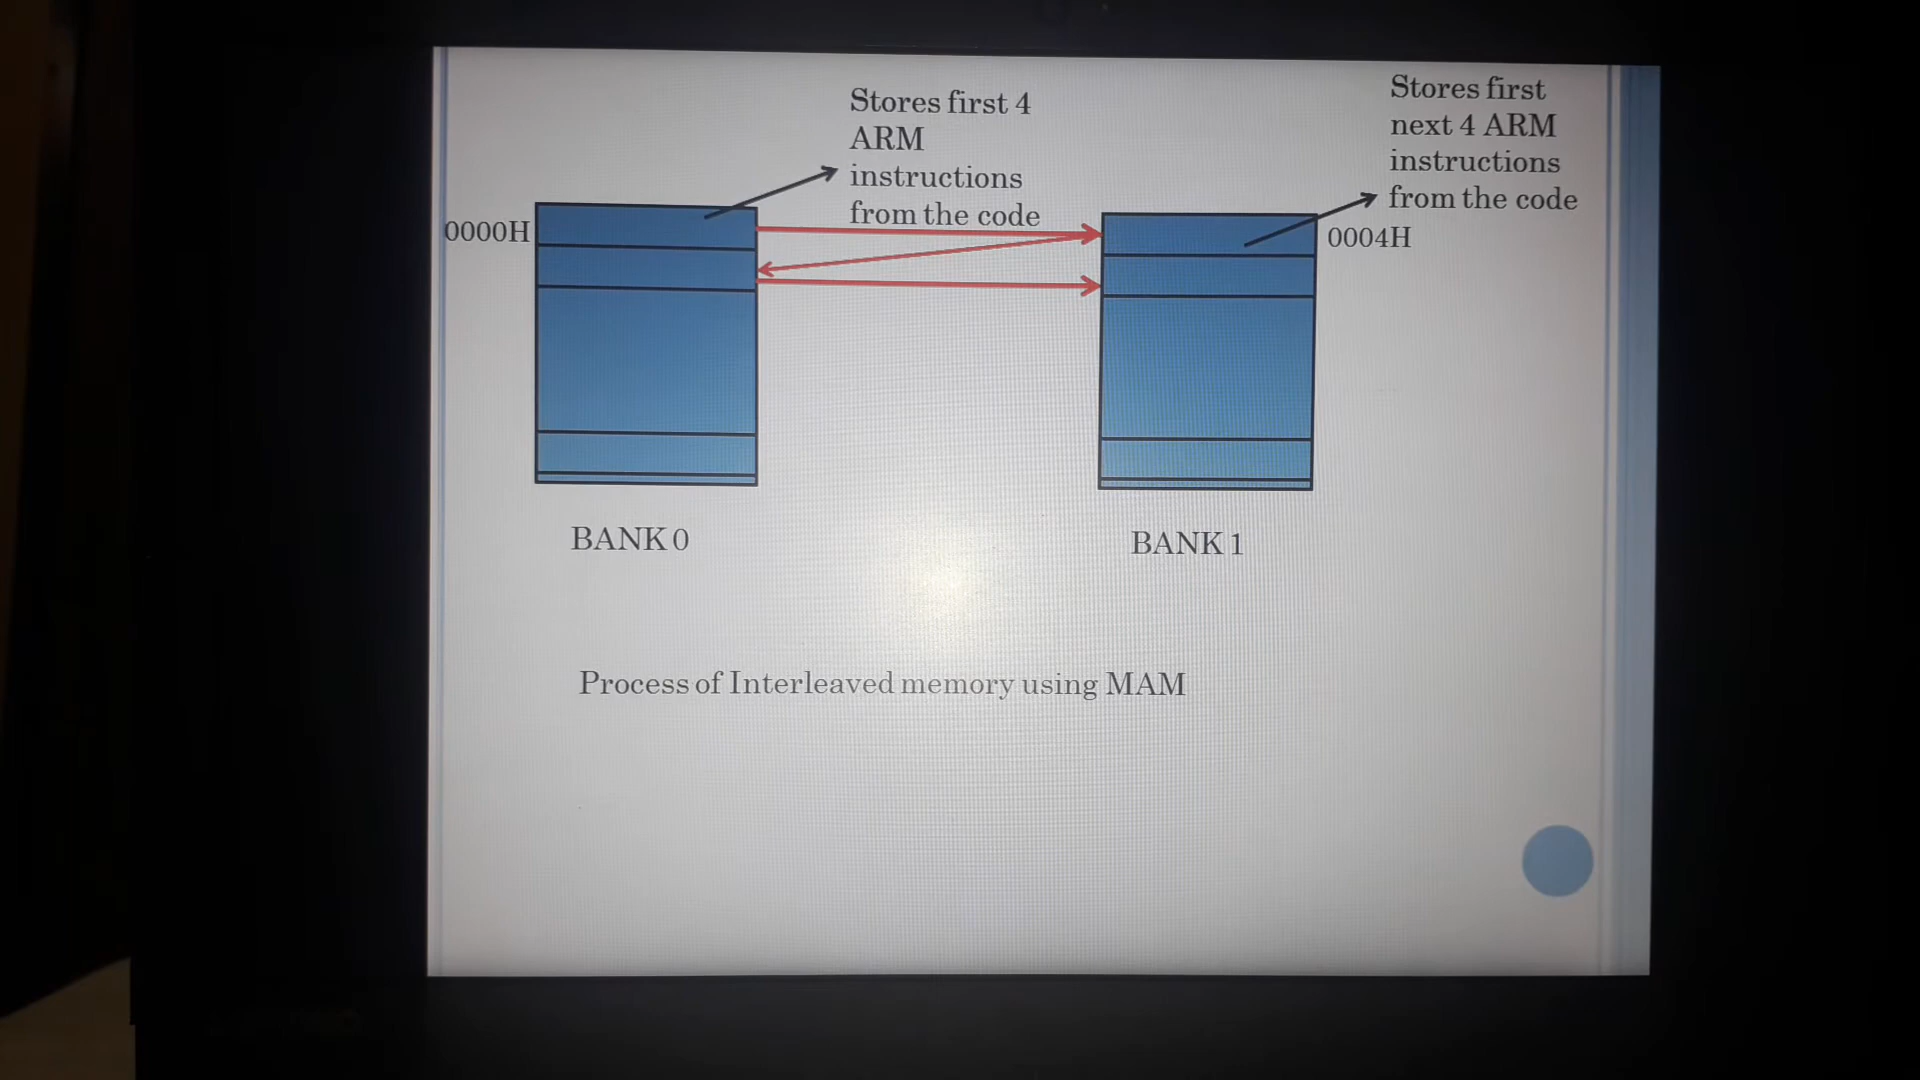 Stores first 4
ARM
instructions
from the code
Stores first
next 4 ARM
instructions
from the code
0000H
0004H
BANK 0
BANK 1
Process of Interleaved memory using MAM